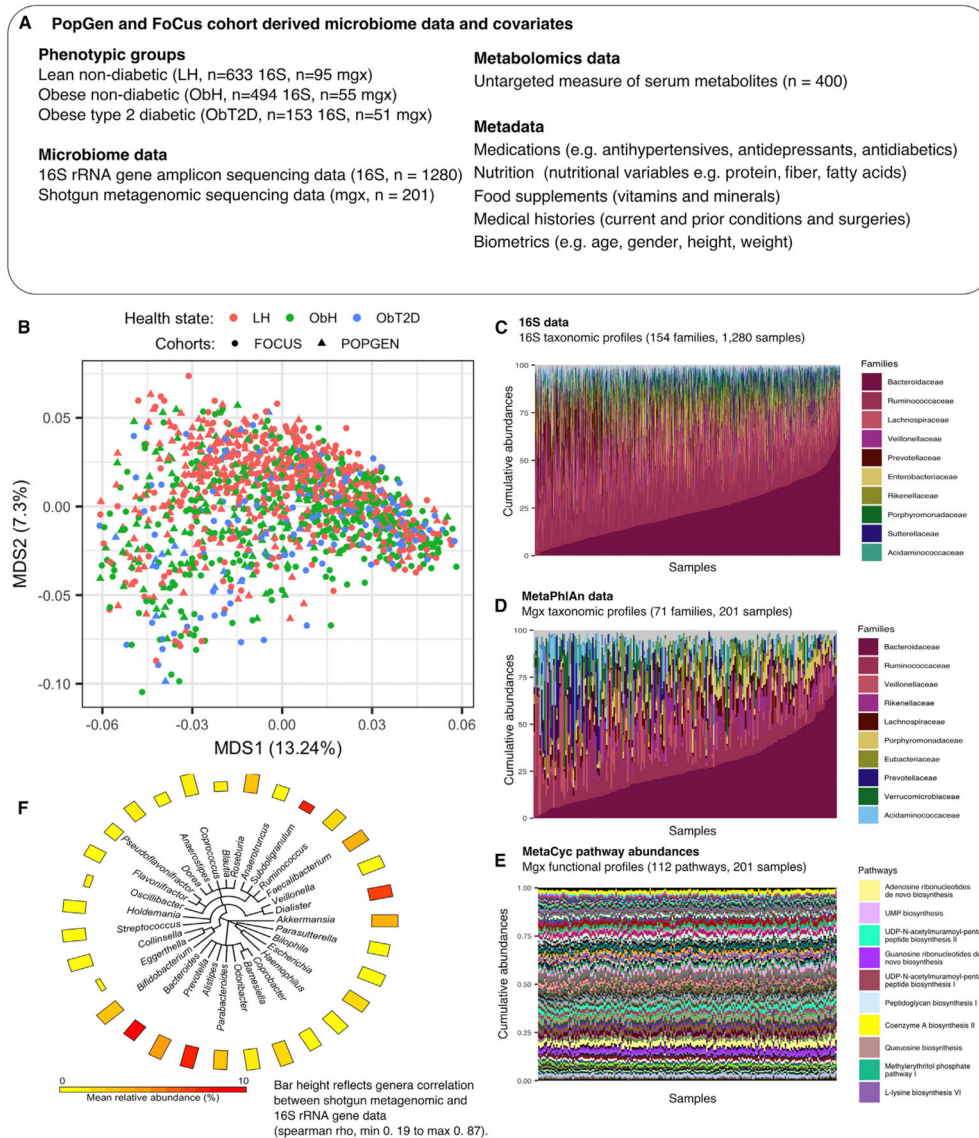 A PopGen and FoCus cohort derived microbiome data and covariates
Phenotypic groups
Lean non-diabetic (LH, n=633 16S, n=95 mgx)
Obese non-diabetic (ObH, n=494 16S, n=55 mgx)
Obese type 2 diabetic (ObT2D, n=153 16S, n=51 mgx)
Microbiome data
16S rRNA gene amplicon sequencing data (16S, n = 1280)
Shotgun metagenomic sequencing data (mgx, n = 201)
Metabolomics data
Untargeted measure of serum metabolites (n = 400)
Metadata
Medications (e.g. antihypertensives, antidepressants, antidiabetics)
Nutrition (nutritional variables e.g. protein, fiber, fatty acids)
Food supplements (vitamins and minerals)
Medical histories (current and prior conditions and surgeries)
Biometrics (e.g. age, gender, height, weight)
B
Health state: LH ObH ObT2D
Cohorts: FOCUS POPGEN
MDS2 (7.3%)
0.05
0.00
-0.05
-0.10
-0.06 -0.03 0.00 0.03 0.06
MDS1 (13.24%)
C 16S data
16S taxonomic profiles (154 families, 1,280 samples)
Cumulative abundances
100
75
50
25
0
Samples
Families
Bacteroidaceae
Ruminococcaceae
Lachnospiraceae
Veillonellaceae
Prevotellaceae
Enterobacteriaceae
Rikenellaceae
Porphyromonadaceae
Sutterellaceae
Acidaminococcaceae
D MetaPhlAn data
Mgx taxonomic profiles (71 families, 201 samples)
Cumulative abundances
100
75
50
25
0
Samples
Families
Bacteroidaceae
Ruminococcaceae
Veillonellaceae
Rikenellaceae
Lachnospiraceae
Porphyromonadaceae
Eubacteriaceae
Prevotellaceae
Verrucomicrobiaceae
Acidaminococcaceae
E MetaCyc pathway abundances
Mgx functional profiles (112 pathways, 201 samples)
Cumulative abundances
1.00
0.75
0.50
0.25
0.00
Samples
Pathways
Adenosine ribonucleotides
de novo biosynthesis
UMP biosynthesis
UDP-N-acetylmuramoyl-penta
peptide biosynthesis II
Guanosine ribonucleotides de
novo biosynthesis
UDP-N-acetylmuramoyl-penta
peptide biosynthesis I
Peptidoglycan biosynthesis I
Coenzyme A biosynthesis II
Queuosine biosynthesis
Methylerythritol phosphate
pathway I
L-lysine biosynthesis VI
F
Pseudoflavonifractor
Flavonifractor
Oscillibacter
Holdemania
Streptococcus
Collinsella
Eggerthella
Bifidobacterium
Bacteroides
Prevotella
Alistipes
Parabacteroides
Odoribacter
Barnesiella
Coprobacter
Haemophilus
Escherichia
Bilophila
Parasutterella
Akkermansia
Dialister
Veillonella
Faecalibacterium
Ruminococcus
Subdoligranulum
Anaerotruncus
Roseburia
Blautia
Coprococcus
Anaerostipes
Dorea
0 10
Mean relative abundance (%)
Bar height reflects genera correlation
between shotgun metagenomic and
16S rRNA gene data
(spearman rho, min 0. 19 to max 0. 87).